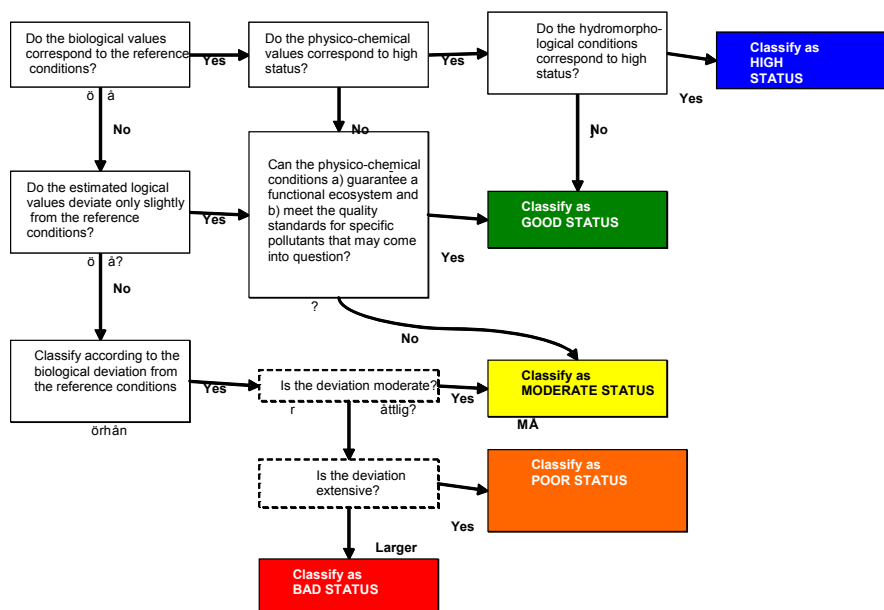 Do the biological values
correspond to the reference
conditions?
ö å
Yes
Do the physico-chemical
values correspond to high
status?
Yes
Do the hydromorpho-
logical conditions
correspond to high
status?
Yes
Classify as
HIGH
STATUS
No
No
No
Do the estimated logical
values deviate only slightly
from the reference
conditions?
ö å?
Yes
Can the physico-chemical
conditions a) guarantee a
functional ecosystem and
b) meet the quality
standards for specific
pollutants that may come
into question?
?
Yes
Classify as
GOOD STATUS
No
No
Classify according to the
biological deviation from
the reference conditions
örhån
Yes
Is the deviation moderate?
r åttlig?
Yes
Classify as
MODERATE STATUS
MÅ
Is the deviation
extensive?
Yes
Classify as
POOR STATUS
Larger
Classify as
BAD STATUS